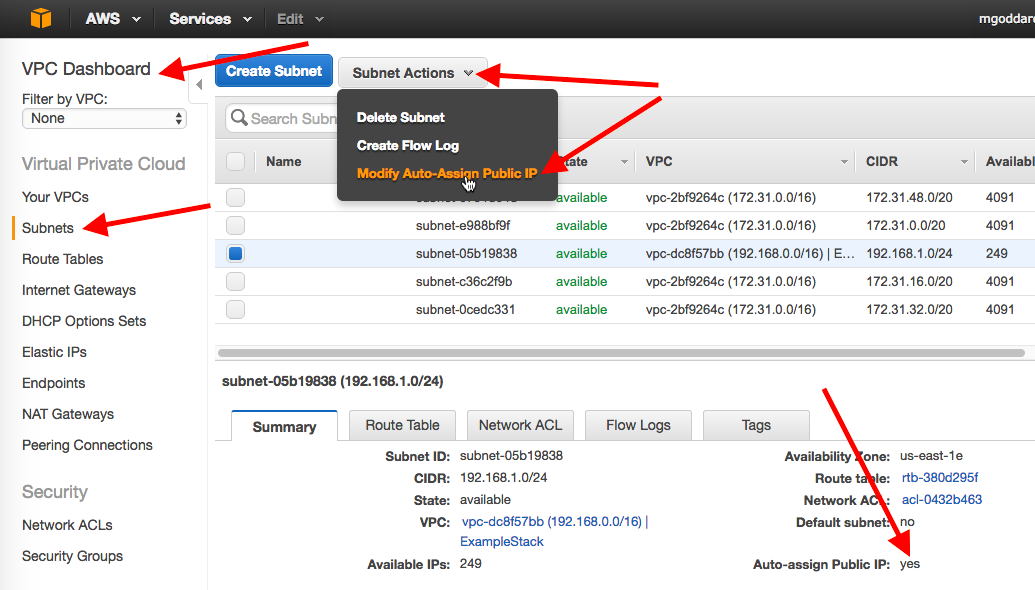 AWS Services Edit mgoddard
VPC Dashboard
Filter by VPC:
None
Virtual Private Cloud
Your VPCs
Subnets
Route Tables
Internet Gateways
DHCP Options Sets
Elastic IPs
Endpoints
NAT Gateways
Peering Connections
Security
Network ACLs
Security Groups
Create Subnet Subnet Actions
Delete Subnet
Create Flow Log
Modify Auto-Assign Public IP
Search Subn
Name tate VPC CIDR Availabl
available vpc-2bf9264c (172.31.0.0/16) 172.31.48.0/20 4091
subnet-e988bf9f available vpc-2bf9264c (172.31.0.0/16) 172.31.0.0/20 4091
subnet-05b19838 available vpc-dc8f57bb (192.168.0.0/16) | E... 192.168.1.0/24 249
subnet-c36c2f9b available vpc-2bf9264c (172.31.0.0/16) 172.31.16.0/20 4091
subnet-0cedc331 available vpc-2bf9264c (172.31.0.0/16) 172.31.32.0/20 4091
subnet-05b19838 (192.168.1.0/24)
Summary Route Table Network ACL Flow Logs Tags
Subnet ID: subnet-05b19838
CIDR: 192.168.1.0/24
State: available
VPC: vpc-dc8f57bb (192.168.0.0/16) |
ExampleStack
Available IPs: 249
Availability Zone: us-east-1e
Route table: rtb-380d295f
Network ACL: acl-0432b463
Default subnet: no
Auto-assign Public IP: yes